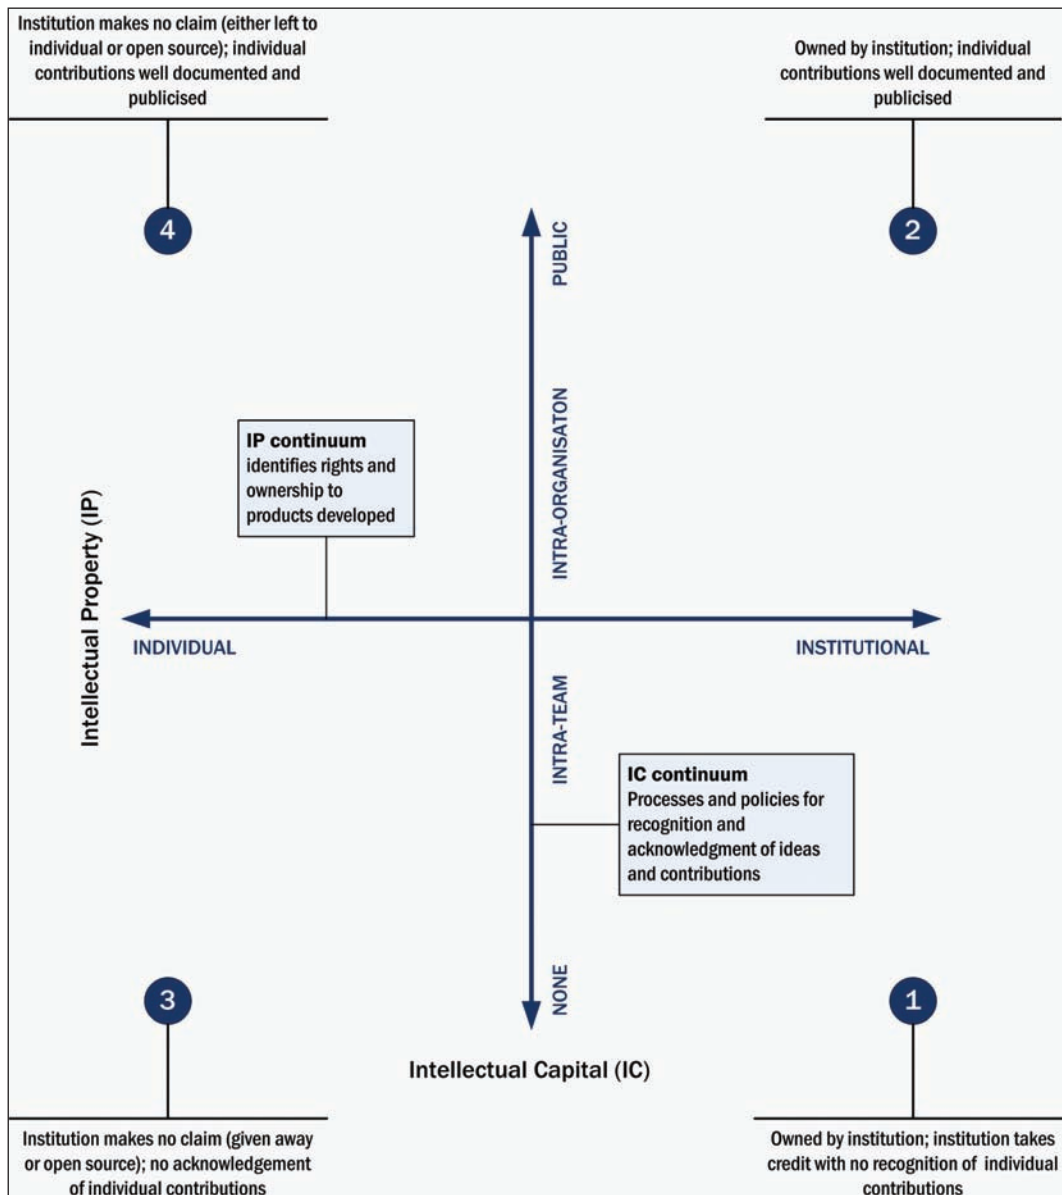 Institution makes no claim (either left to
individual or open source); individual
contributions well documented and
publicised
Owned by institution; individual
contributions well documented and
publicised
4
2
PUBLIC
INTRA-ORGANISATON
IP continuum
identifies rights and
ownership to
products developed
Intellectual Property (IP)
INDIVIDUAL
INSTITUTIONAL
INTRA-TEAM
IC continuum
Processes and policies for
recognition and
acknowledgment of ideas
and contributions
NONE
3
1
Intellectual Capital (IC)
Institution makes no claim (given away
or open source); no acknowledgement
of individual contributions
Owned by institution; institution takes
credit with no recognition of individual
contributions